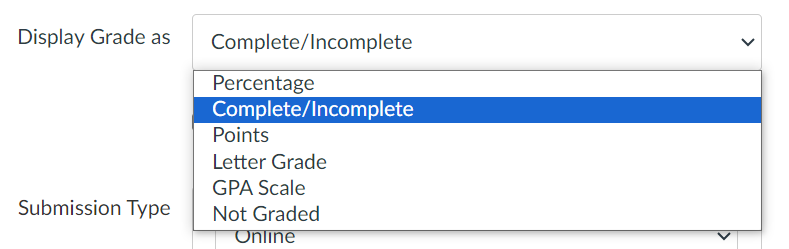 Display Grade as
Complete/Incomplete
Percentage
Complete/Incomplete
Points
Letter Grade
GPA Scale
Not Graded
Submission Type
Online